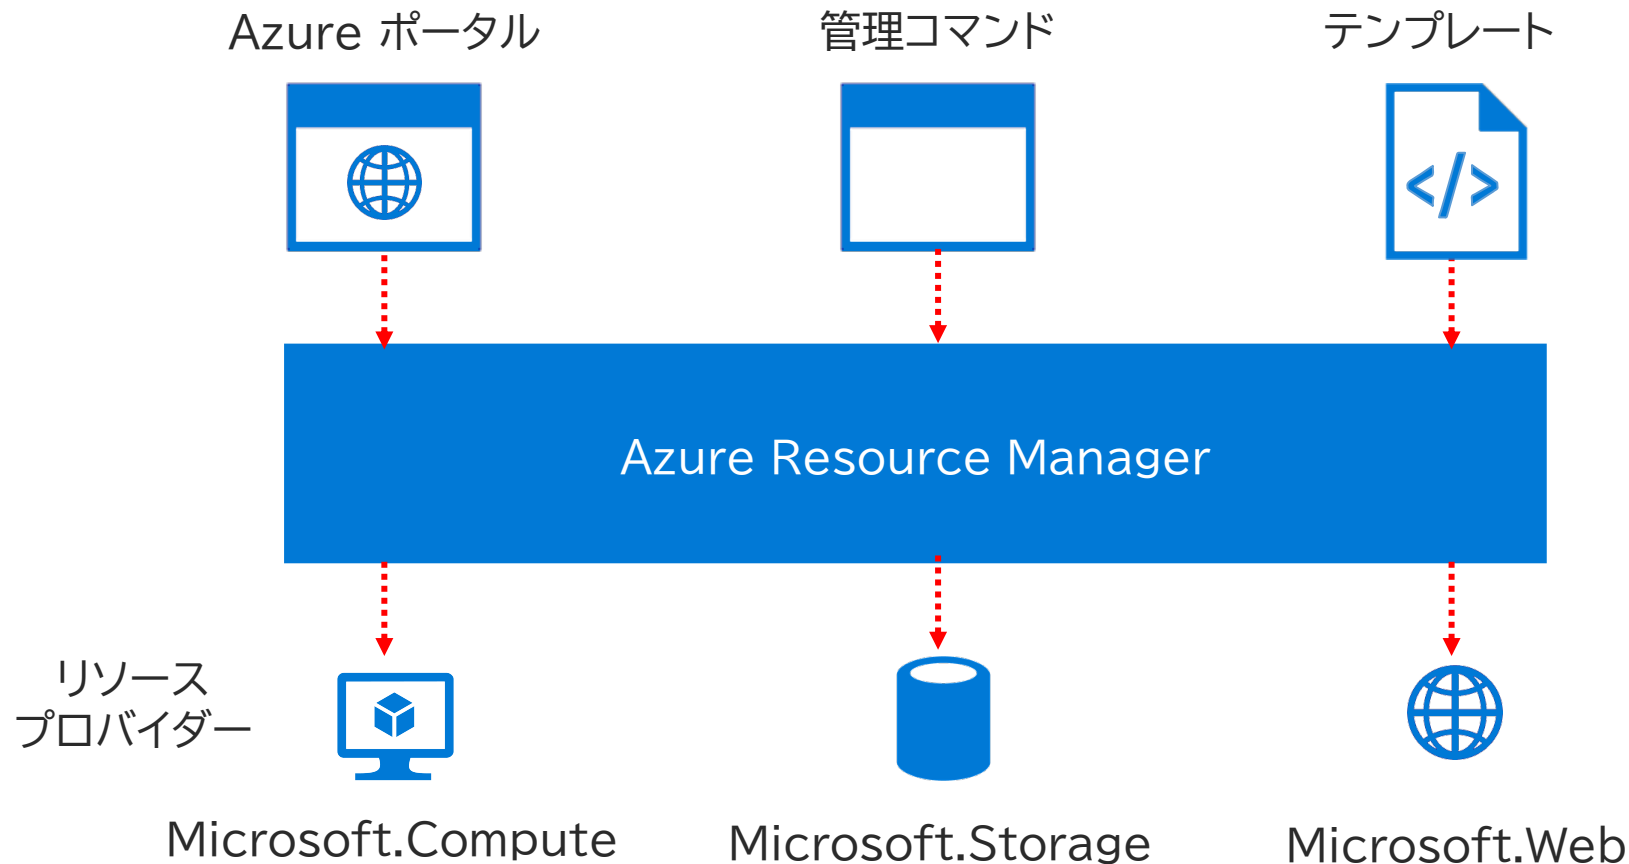 Azure ポータル
管理コマンド
テンプレート
</>
Azure Resource Manager
リソース
プロバイダー
Microsoft.Compute
Microsoft.Storage
Microsoft.Web